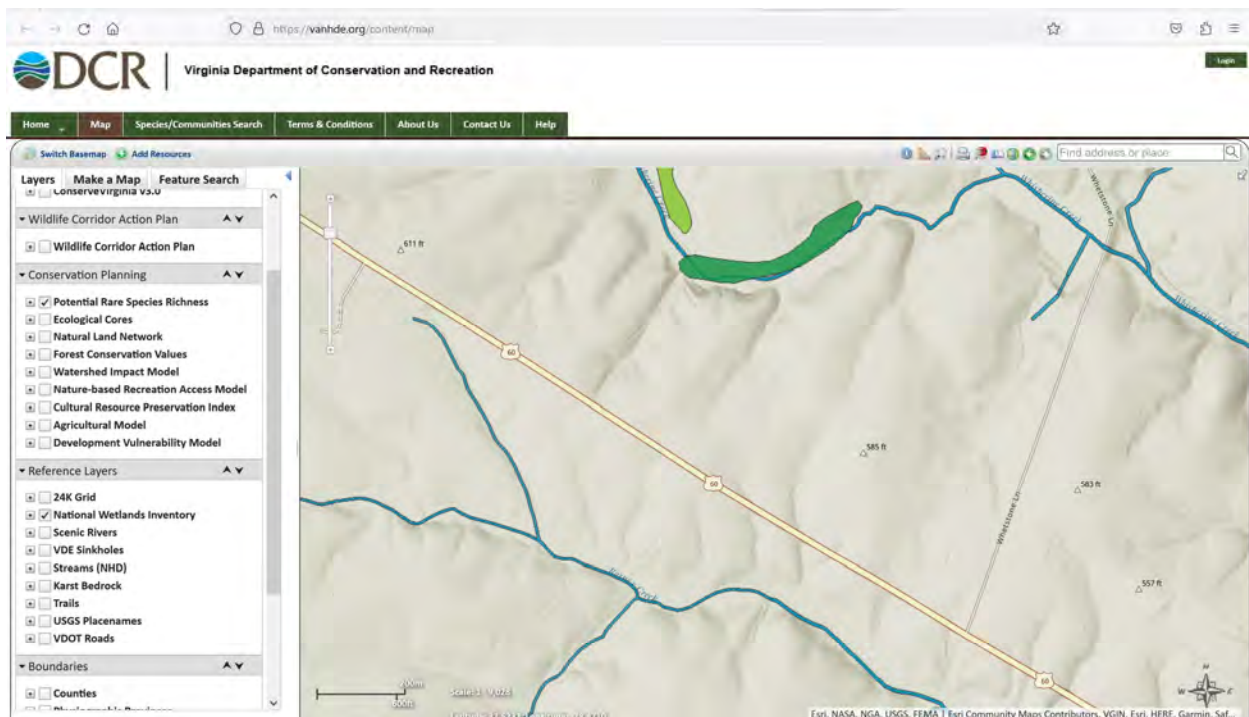 https://vanhde.org/content/map
DCR
Virginia Department of Conservation and Recreation
Login
Home
Map
Species/Communities Search
Terms & Conditions
About Us
Contact Us
Help
Switch Basemap
Add Resources
Find address or place
Layers
Make a Map
Feature Search
ConserveVirginia v3.0
Wildlife Corridor Action Plan
Wildlife Corridor Action Plan
Conservation Planning
Potential Rare Species Richness
Ecological Cores
Natural Land Network
Forest Conservation Values
Watershed Impact Model
Nature-based Recreation Access Model
Cultural Resource Preservation Index
Agricultural Model
Development Vulnerability Model
Reference Layers
24K Grid
National Wetlands Inventory
Scenic Rivers
VDE Sinkholes
Streams (NHD)
Karst Bedrock
Trails
USGS Placenames
VDOT Roads
Boundaries
Counties
611 ft
Whetstone Ln
60
585 ft
583 ft
60
Whetstone Ln
557 ft
Creek
60
200m
600ft
N
W
E
S
Esri, NASA, NGA, USGS, FEMA | Esri Community Maps Contributors, VGIN, Esri, HERE, Garmin, Saf...